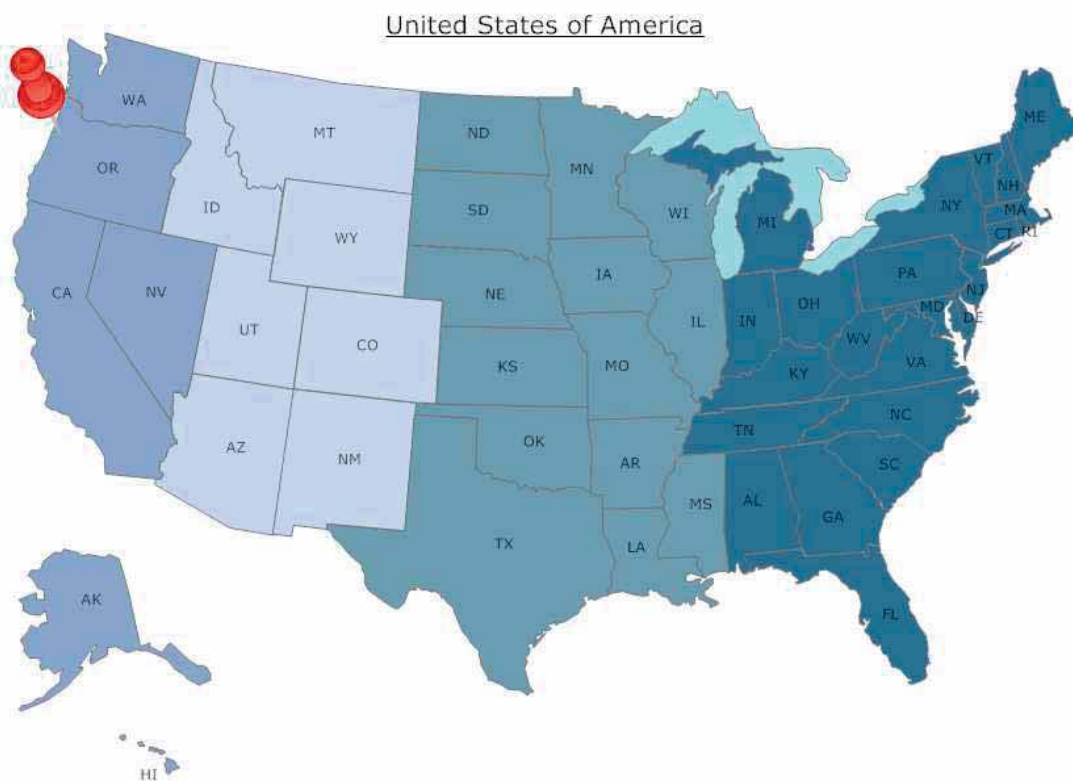 United States of America
WA
MT
ND
MN
ME
VT
NH
OR
ID
SD
WI
MI
NY
MA
CT RI
WY
IA
PA
NE
NJ
CA
NV
IL
IN
OH
MD
DE
UT
CO
WV
VA
KS
MO
KY
NC
TN
AZ
NM
OK
AR
SC
MS
AL
GA
TX
LA
AK
FL
HI